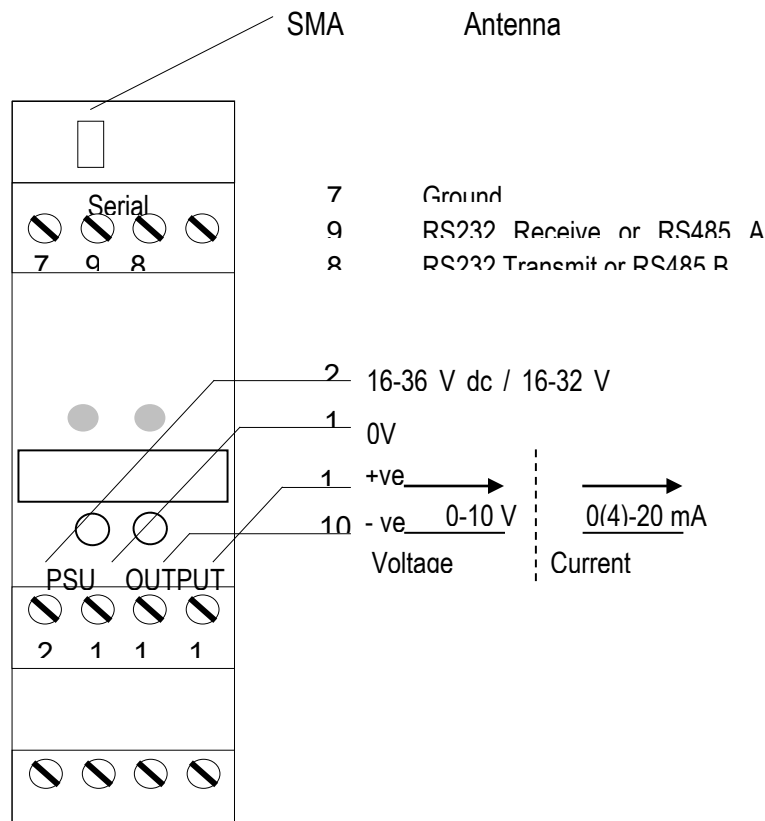 SMA Antenna
Serial
7 9 8
7 Ground
9 RS232 Receive or RS485 A
8 RS232 Transmit or RS485 B
2 16-36 V dc / 16-32 V
1 0V
1 +ve
10 - ve 0-10 V 0(4)-20 mA
Voltage Current
PSU OUTPUT
2 1 1 1